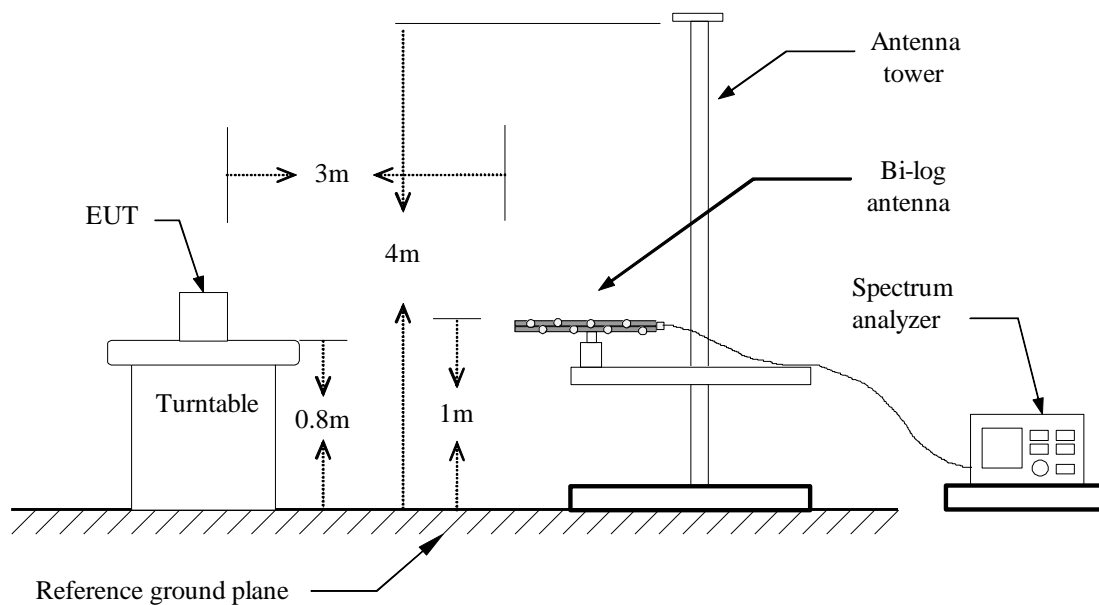 Antenna
tower
3m
Bi-log
antenna
EUT
4m
Spectrum
analyzer
Turntable
0.8m
1m
Reference ground plane